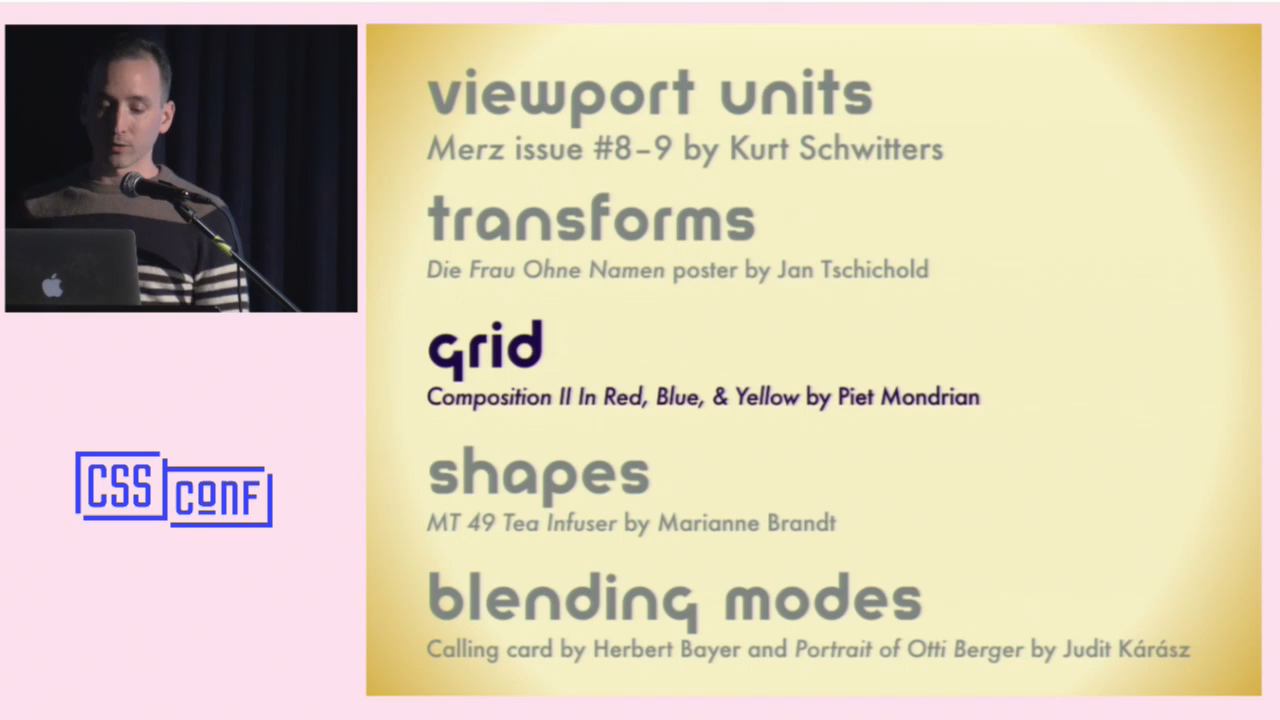 viewport units
Merz issue #8–9 by Kurt Schwitters
transforms
Die Frau Ohne Namen poster by Jan Tschichold
grid
Composition II In Red, Blue, & Yellow by Piet Mondrian
shapes
MT 49 Tea Infuser by Marianne Brandt
blending modes
Calling card by Herbert Bayer and Portrait of Otti Berger by Judit Kárász
CSS
CONF